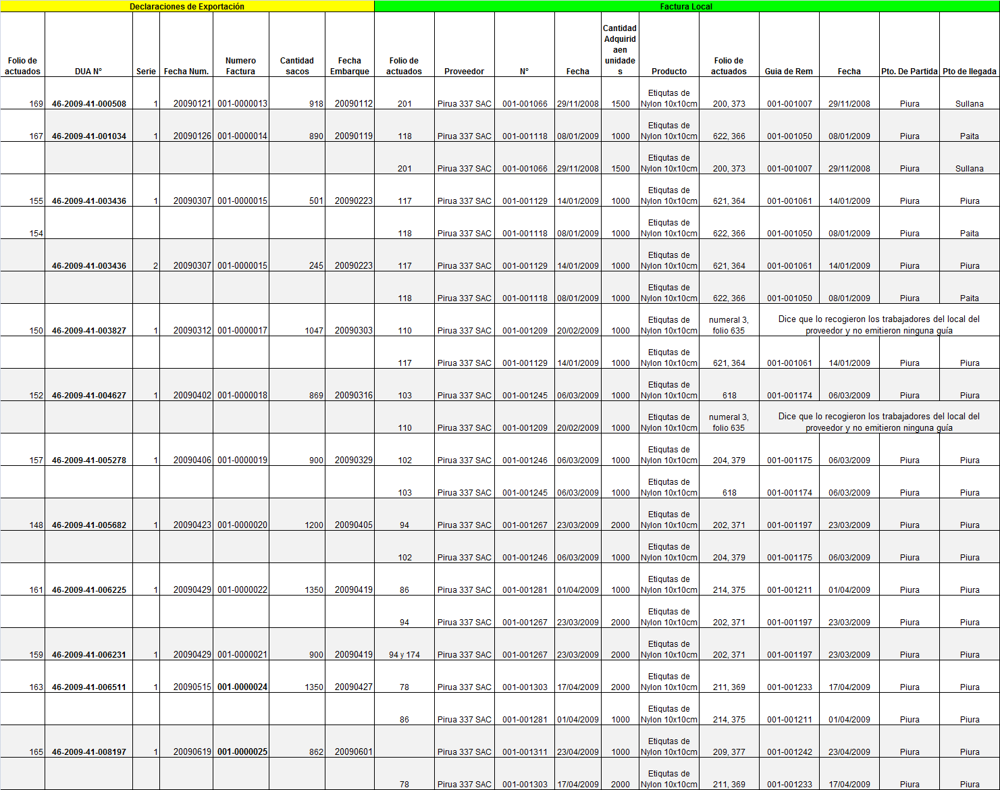 Declaraciones de Exportación Factura Local
Folio de actuados DUA N° Serie Fecha Num. Numero Factura Cantidad sacos Fecha Embarque Folio de actuados Proveedor N° Fecha Cantidad Adquirid aen unidade s Producto Folio de actuados Guia de Rem Fecha Pto. De Partida Pto de llegada
169 46-2009-41-000508 1 20090121 001-0000013 918 20090112 201 Pirua 337 SAC 001-001066 29/11/2008 1500 Etiqutas de Nylon 10x10cm 200, 373 001-001007 29/11/2008 Piura Sullana
167 46-2009-41-001034 1 20090126 001-0000014 890 20090119 118 Pirua 337 SAC 001-001118 08/01/2009 1000 Etiqutas de Nylon 10x10cm 622, 366 001-001050 08/01/2009 Piura Paita
201 Pirua 337 SAC 001-001066 29/11/2008 1500 Etiqutas de Nylon 10x10cm 200, 373 001-001007 29/11/2008 Piura Sullana
155 46-2009-41-003436 1 20090307 001-0000015 501 20090223 117 Pirua 337 SAC 001-001129 14/01/2009 1000 Etiqutas de Nylon 10x10cm 621, 364 001-001061 14/01/2009 Piura Piura
154 118 Pirua 337 SAC 001-001118 08/01/2009 1000 Etiqutas de Nylon 10x10cm 622, 366 001-001050 08/01/2009 Piura Paita
46-2009-41-003436 2 20090307 001-0000015 245 20090223 117 Pirua 337 SAC 001-001129 14/01/2009 1000 Etiqutas de Nylon 10x10cm 621, 364 001-001061 14/01/2009 Piura Piura
118 Pirua 337 SAC 001-001118 08/01/2009 1000 Etiqutas de Nylon 10x10cm 622, 366 001-001050 08/01/2009 Piura Paita
150 46-2009-41-003827 1 20090312 001-0000017 1047 20090303 110 Pirua 337 SAC 001-001209 20/02/2009 1000 Etiqutas de Nylon 10x10cm numeral 3, folio 635 Dice que lo recogieron los trabajadores del local del proveedor y no emitieron ninguna guía
117 Pirua 337 SAC 001-001129 14/01/2009 1000 Etiqutas de Nylon 10x10cm 621, 364 001-001061 14/01/2009 Piura Piura
152 46-2009-41-004627 1 20090402 001-0000018 869 20090316 103 Pirua 337 SAC 001-001245 06/03/2009 1000 Etiqutas de Nylon 10x10cm 618 001-001174 06/03/2009 Piura Piura
110 Pirua 337 SAC 001-001209 20/02/2009 1000 Etiqutas de Nylon 10x10cm numeral 3, folio 635 Dice que lo recogieron los trabajadores del local del proveedor y no emitieron ninguna guía
157 46-2009-41-005278 1 20090406 001-0000019 900 20090329 102 Pirua 337 SAC 001-001246 06/03/2009 1000 Etiqutas de Nylon 10x10cm 204, 379 001-001175 06/03/2009 Piura Piura
103 Pirua 337 SAC 001-001245 06/03/2009 1000 Etiqutas de Nylon 10x10cm 618 001-001174 06/03/2009 Piura Piura
148 46-2009-41-005682 1 20090423 001-0000020 1200 20090405 94 Pirua 337 SAC 001-001267 23/03/2009 2000 Etiqutas de Nylon 10x10cm 202, 371 001-001197 23/03/2009 Piura Piura
102 Pirua 337 SAC 001-001246 06/03/2009 1000 Etiqutas de Nylon 10x10cm 204, 379 001-001175 06/03/2009 Piura Piura
161 46-2009-41-006225 1 20090429 001-0000022 1350 20090419 86 Pirua 337 SAC 001-001281 01/04/2009 1000 Etiqutas de Nylon 10x10cm 214, 375 001-001211 01/04/2009 Piura Piura
94 Pirua 337 SAC 001-001267 23/03/2009 2000 Etiqutas de Nylon 10x10cm 202, 371 001-001197 23/03/2009 Piura Piura
159 46-2009-41-006231 1 20090429 001-0000021 900 20090419 94 y 174 Pirua 337 SAC 001-001267 23/03/2009 2000 Etiqutas de Nylon 10x10cm 202, 371 001-001197 23/03/2009 Piura Piura
163 46-2009-41-006511 1 20090515 001-0000024 1350 20090427 78 Pirua 337 SAC 001-001303 17/04/2009 2000 Etiqutas de Nylon 10x10cm 211, 369 001-001233 17/04/2009 Piura Piura
86 Pirua 337 SAC 001-001281 01/04/2009 1000 Etiqutas de Nylon 10x10cm 214, 375 001-001211 01/04/2009 Piura Piura
165 46-2009-41-008197 1 20090619 001-0000025 862 20090601 Pirua 337 SAC 001-001311 23/04/2009 1000 Etiqutas de Nylon 10x10cm 209, 377 001-001242 23/04/2009 Piura Piura
78 Pirua 337 SAC 001-001303 17/04/2009 2000 Etiqutas de Nylon 10x10cm 211, 369 001-001233 17/04/2009 Piura Piura